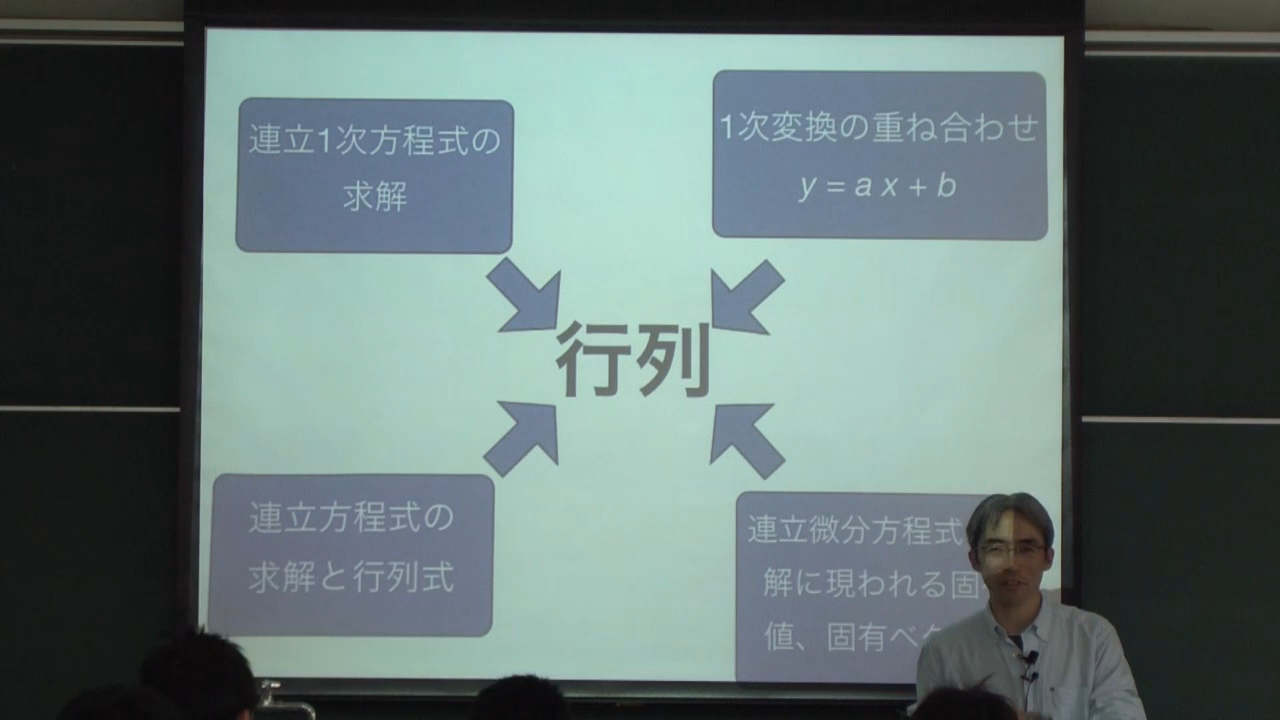 連立1次方程式の
求解
1次変換の重ね合わせ
y = a x + b
行列
連立方程式の
求解と行列式
連立微分方程式
解に現われる固
値、固有ベク